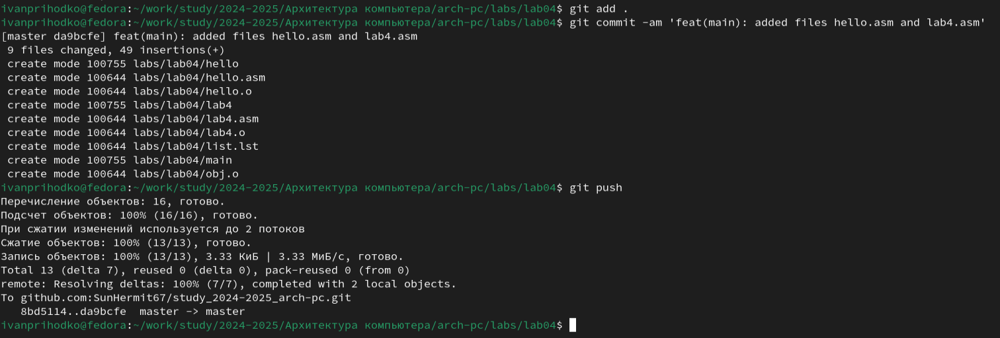 ivanprihodko@fedora:~/work/study/2024-2025/Архитектура компьютера/arch-pc/labs/lab04$ git add .
ivanprihodko@fedora:~/work/study/2024-2025/Архитектура компьютера/arch-pc/labs/lab04$ git commit -am 'feat(main): added files hello.asm and lab4.asm'
[master da9bcfe] feat(main): added files hello.asm and lab4.asm
 9 files changed, 49 insertions(+)
 create mode 100755 labs/lab04/hello
 create mode 100644 labs/lab04/hello.asm
 create mode 100644 labs/lab04/hello.o
 create mode 100755 labs/lab04/lab4
 create mode 100644 labs/lab04/lab4.asm
 create mode 100644 labs/lab04/lab4.o
 create mode 100644 labs/lab04/list.lst
 create mode 100755 labs/lab04/main
 create mode 100644 labs/lab04/obj.o
ivanprihodko@fedora:~/work/study/2024-2025/Архитектура компьютера/arch-pc/labs/lab04$ git push
Перечисление объектов: 16, готово.
Подсчет объектов: 100% (16/16), готово.
При сжатии изменений используется до 2 потоков
Сжатие объектов: 100% (13/13), готово.
Запись объектов: 100% (13/13), 3.33 КиБ | 3.33 МиБ/с, готово.
Total 13 (delta 7), reused 0 (delta 0), pack-reused 0 (from 0)
remote: Resolving deltas: 100% (7/7), completed with 2 local objects.
To github.com:SunHermit67/study_2024-2025_arch-pc.git
   8bd5114..da9bcfe  master -> master
ivanprihodko@fedora:~/work/study/2024-2025/Архитектура компьютера/arch-pc/labs/lab04$